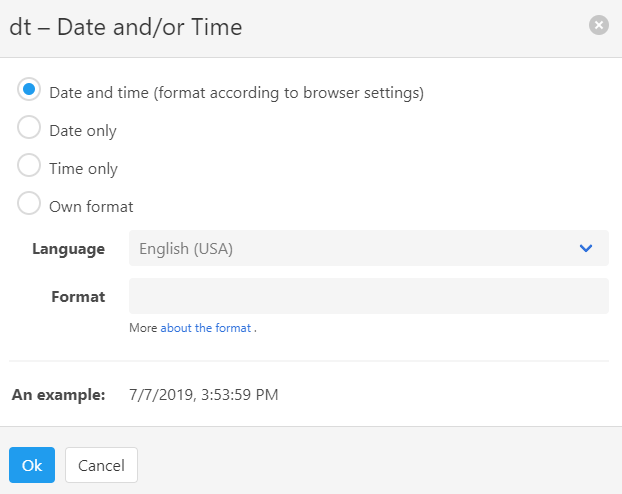 dt – Date and/or Time
Date and time (format according to browser settings)
Date only
Time only
Own format
Language English (USA)
Format
More about the format .
An example: 7/7/2019, 3:53:59 PM
Ok Cancel